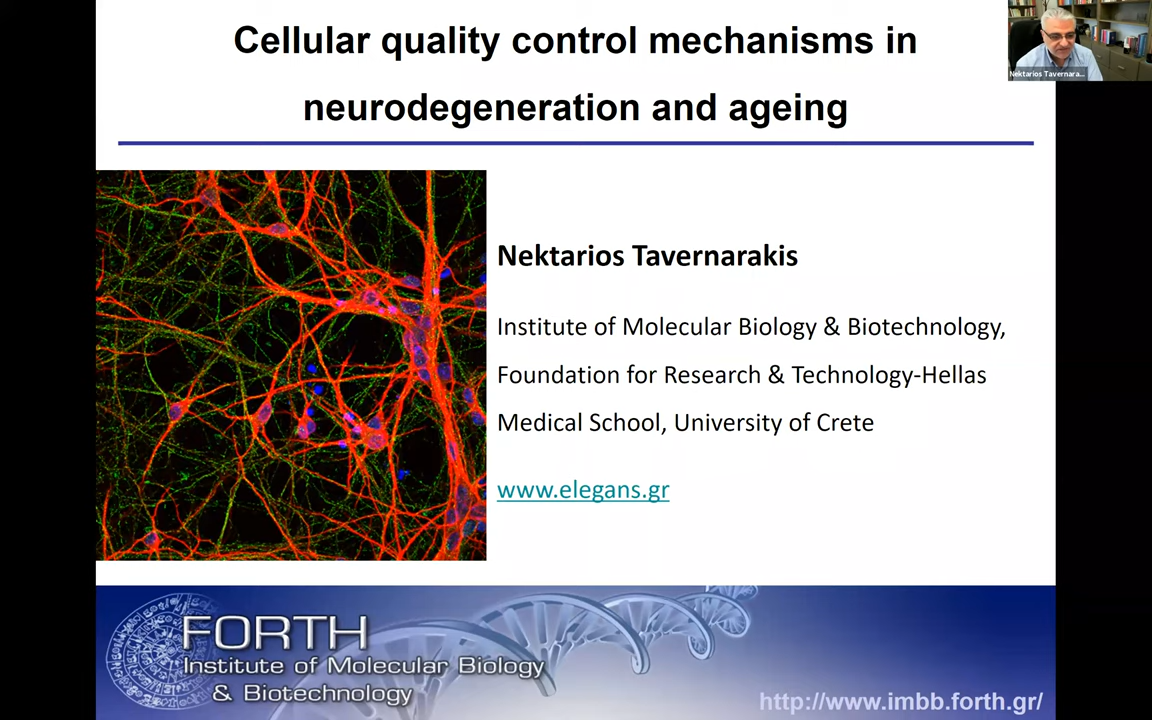 Cellular quality control mechanisms in
neurodegeneration and ageing
Nektarios Tavernara...
Nektarios Tavernarakis
Institute of Molecular Biology & Biotechnology,
Foundation for Research & Technology-Hellas
Medical School, University of Crete
www.elegans.gr
FORTH
Institute of Molecular Biology
& Biotechnology
http://www.imbb.forth.gr/